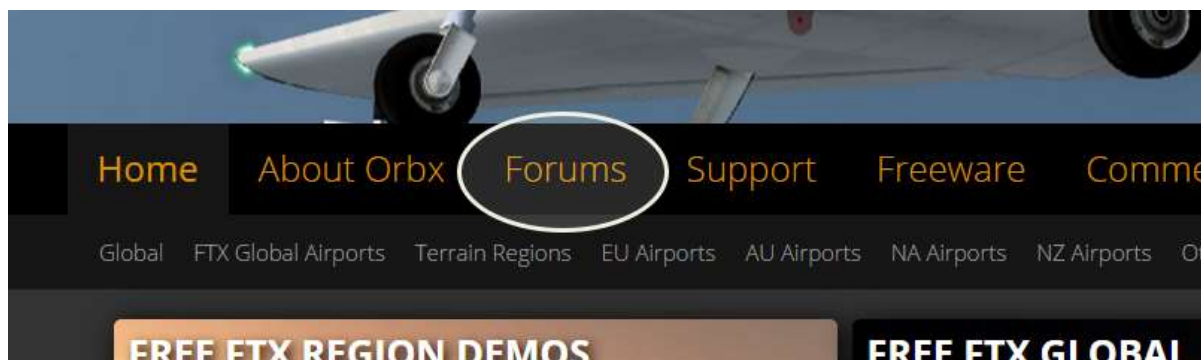 Home About Orbx Forums Support Freeware
Global FTX Global Airports Terrain Regions EU Airports AU Airports NA Airports NZ Airports
FREE FTX REGION DEMOS FREE FTX GLOBAL